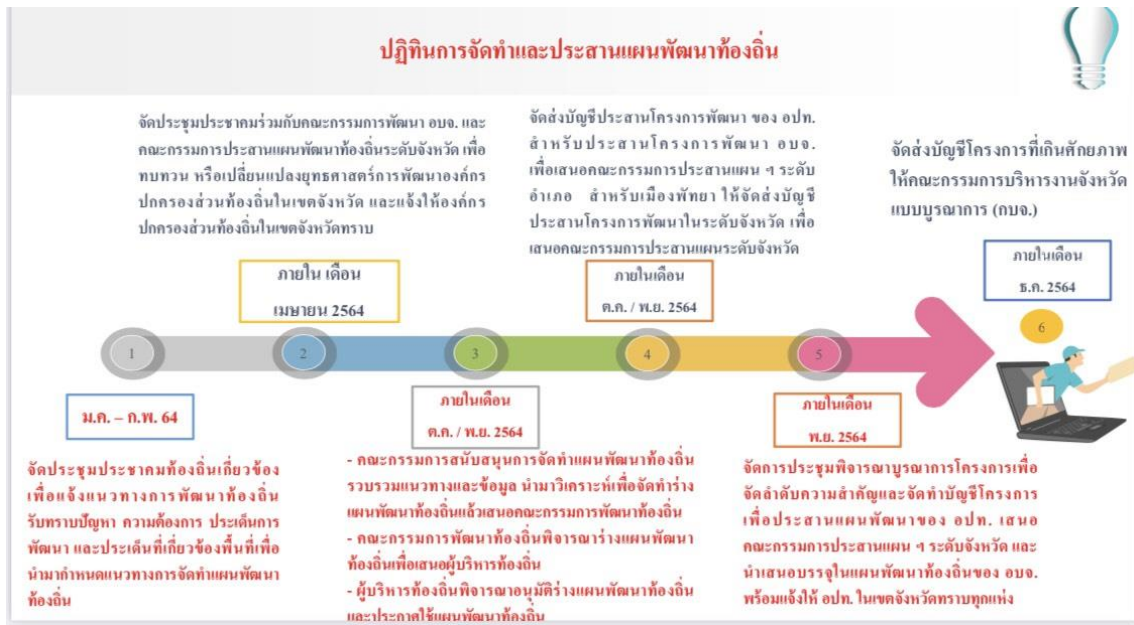 ปฏิทินการจัดทำและประสานแผนพัฒนาท้องถิ่น
จัดประชุมประชาคมร่วมกับคณะกรรมการพัฒนา อบจ. และ
คณะกรรมการประสานแผนพัฒนาท้องถิ่นระดับจังหวัด เพื่อ
ทบทวน หรือเปลี่ยนแปลงยุทธศาสตร์การพัฒนาองค์กร
ปกครองส่วนท้องถิ่นในเขตจังหวัด และแจ้งให้องค์กร
ปกครองส่วนท้องถิ่นในเขตจังหวัดทราบ
จัดส่งบัญชีประสานโครงการพัฒนา ของ อปท.
สำหรับประสานโครงการพัฒนา อบจ.
เพื่อเสนอคณะกรรมการประสานแผน ฯ ระดับ
อำเภอ สำหรับเมืองพัทยา ให้จัดส่งบัญชี
ประสานโครงการพัฒนาในระดับจังหวัด เพื่อ
เสนอคณะกรรมการประสานแผนระดับจังหวัด
จัดส่งบัญชีโครงการที่เกินศักยภาพ
ให้คณะกรรมการบริหารงานจังหวัด
แบบบูรณาการ (กบจ.)
ภายใน เดือน
เมษายน 2564
ภายในเดือน
ต.ค. / พ.ย. 2564
ภายในเดือน
ธ.ค. 2564
1
2
3
4
5
6
ม.ค. – ก.พ. 64
ภายในเดือน
ต.ค. / พ.ย. 2564
ภายในเดือน
พ.ย. 2564
จัดประชุมประชาคมท้องถิ่นเกี่ยวข้อง
เพื่อแจ้งแนวทางการพัฒนาท้องถิ่น
รับทราบปัญหา ความต้องการ ประเด็นการ
พัฒนา และประเด็นที่เกี่ยวข้องพื้นที่เพื่อ
นำมากำหนดแนวทางการจัดทำแผนพัฒนา
ท้องถิ่น
- คณะกรรมการสนับสนุนการจัดทำแผนพัฒนาท้องถิ่น
รวบรวมแนวทางและข้อมูล นำมาวิเคราะห์เพื่อจัดทำร่าง
แผนพัฒนาท้องถิ่นแล้วเสนอคณะกรรมการพัฒนาท้องถิ่น
- คณะกรรมการพัฒนาท้องถิ่นพิจารณาร่างแผนพัฒนา
ท้องถิ่นเพื่อเสนอผู้บริหารท้องถิ่น
- ผู้บริหารท้องถิ่นพิจารณาอนุมัติร่างแผนพัฒนาท้องถิ่น
และประกาศใช้แผนพัฒนาท้องถิ่น
จัดการประชุมพิจารณาบูรณาการโครงการเพื่อ
จัดลำดับความสำคัญและจัดทำบัญชีโครงการ
เพื่อประสานแผนพัฒนาของ อปท. เสนอ
คณะกรรมการประสานแผน ฯ ระดับจังหวัด และ
นำเสนอบรรจุในแผนพัฒนาท้องถิ่นของ อบจ.
พร้อมแจ้งให้ อปท. ในเขตจังหวัดทราบทุกแห่ง